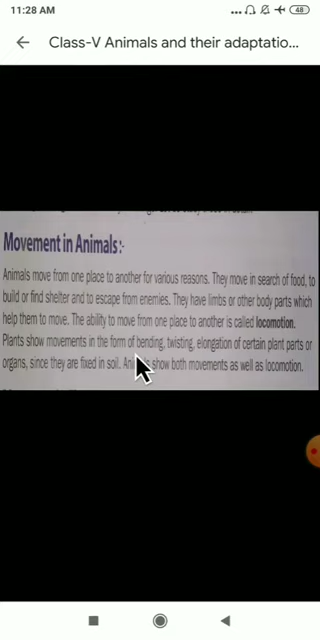 11:28 AM
... 48
Class-V Animals and their adaptatio...
Movement in Animals:-
Animals move from one place to another for various reasons. They move in search of food, to
build or find shelter and to escape from enemies. They have limbs or other body parts which
help them to move. The ability to move from one place to another is called locomotion.
Plants show movements in the form of bending, twisting, elongation of certain plant parts or
organs, since they are fixed in soil. show both movements as well as locomotion.